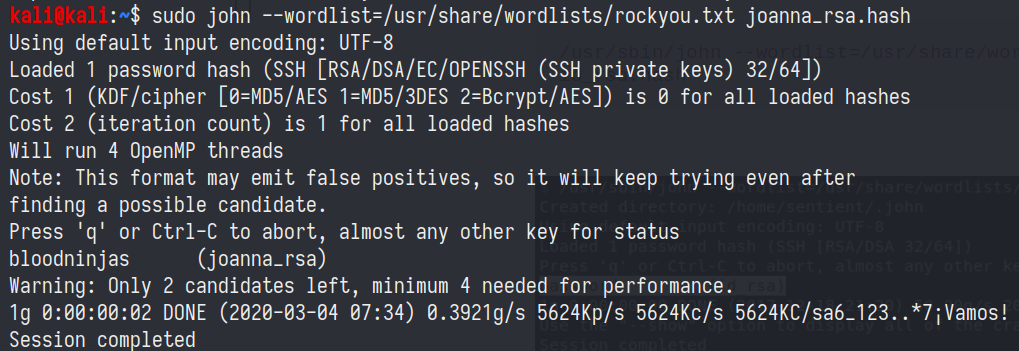 kali@kali:~$ sudo john --wordlist=/usr/share/wordlists/rockyou.txt joanna_rsa.hash
Using default input encoding: UTF-8
Loaded 1 password hash (SSH [RSA/DSA/EC/OPENSSH (SSH private keys) 32/64])
Cost 1 (KDF/cipher [0=MD5/AES 1=MD5/3DES 2=Bcrypt/AES]) is 0 for all loaded hashes
Cost 2 (iteration count) is 1 for all loaded hashes
Will run 4 OpenMP threads
Note: This format may emit false positives, so it will keep trying even after
finding a possible candidate.
Press 'q' or Ctrl-C to abort, almost any other key for status
bloodninjas      (joanna_rsa)
Warning: Only 2 candidates left, minimum 4 needed for performance.
1g 0:00:00:02 DONE (2020-03-04 07:34) 0.3921g/s 5624Kp/s 5624Kc/s 5624KC/sa6_123..*7¡Vamos!
Session completed